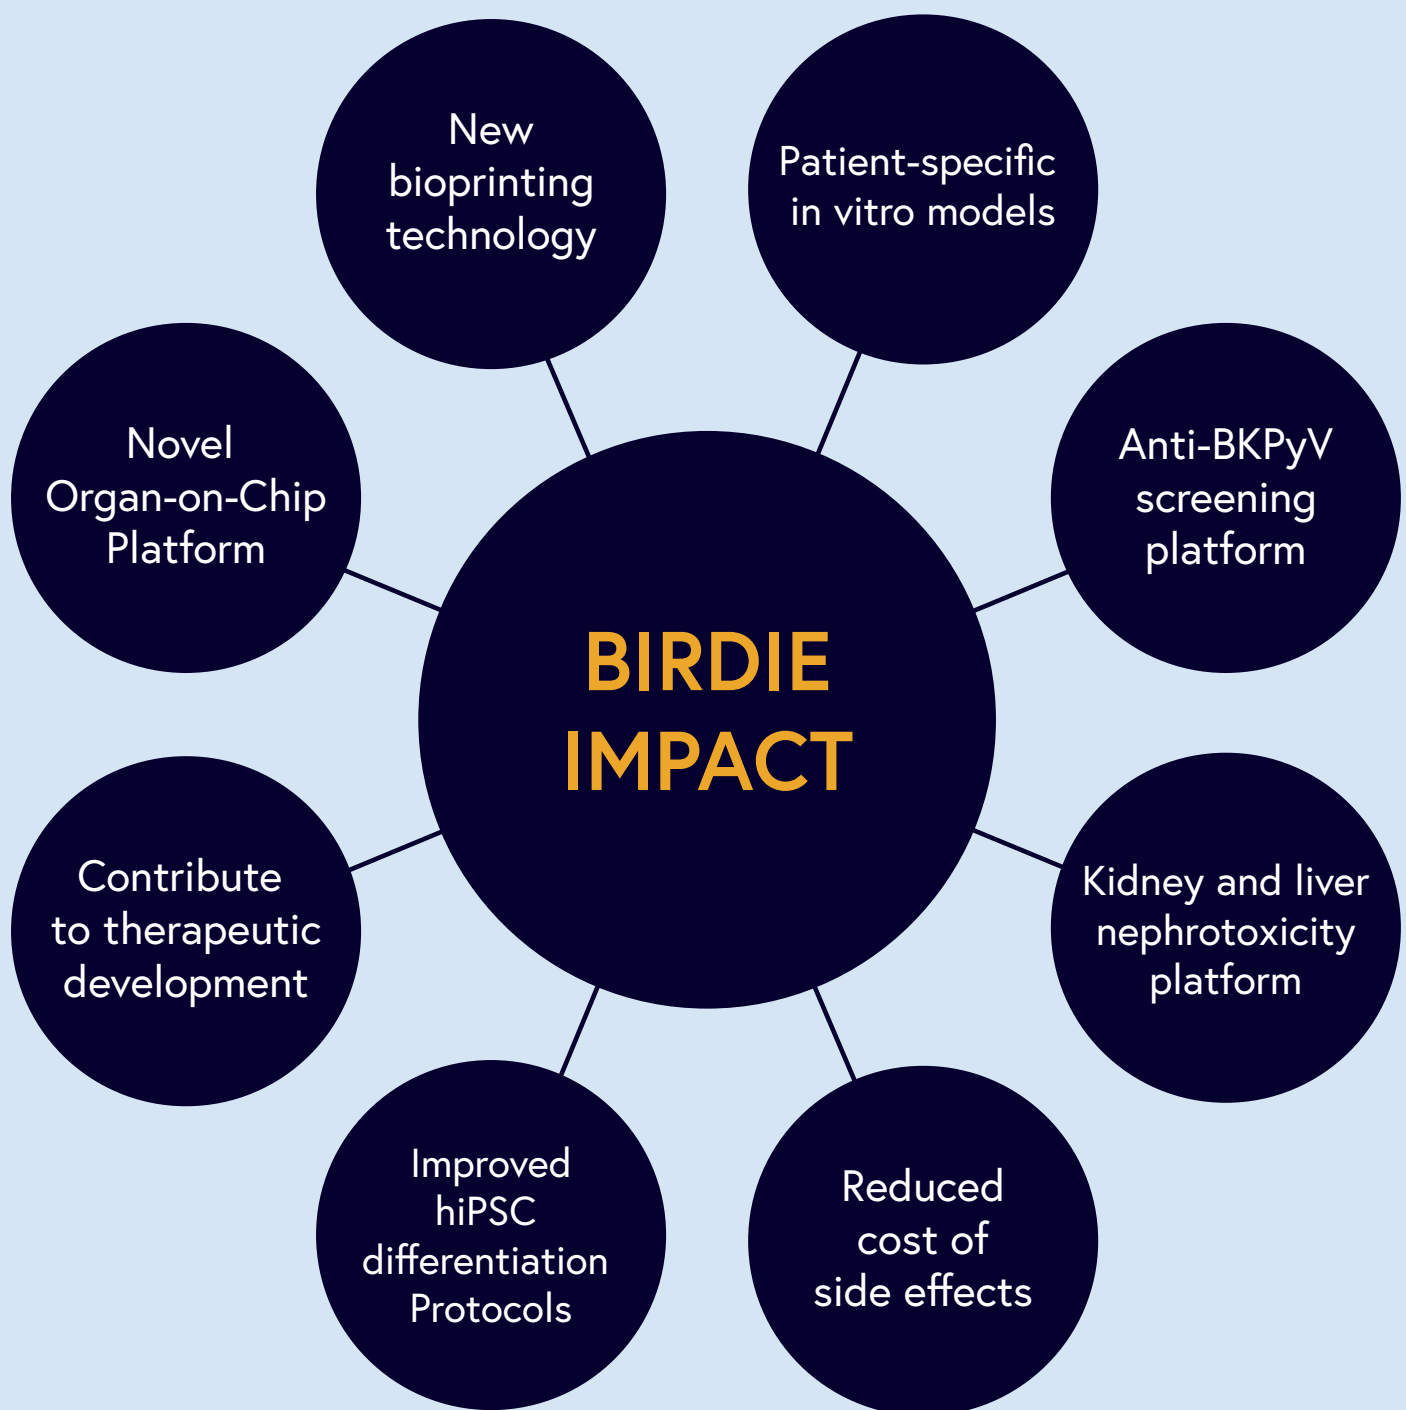 New
bioprinting
technology
Patient-specific
in vitro models
Novel
Organ-on-Chip
Platform
Anti-BKPyV
screening
platform
BIRDIE
IMPACT
Contribute
to therapeutic
development
Kidney and liver
nephrotoxicity
platform
Improved
hiPSC
differentiation
Protocols
Reduced
cost of
side effects